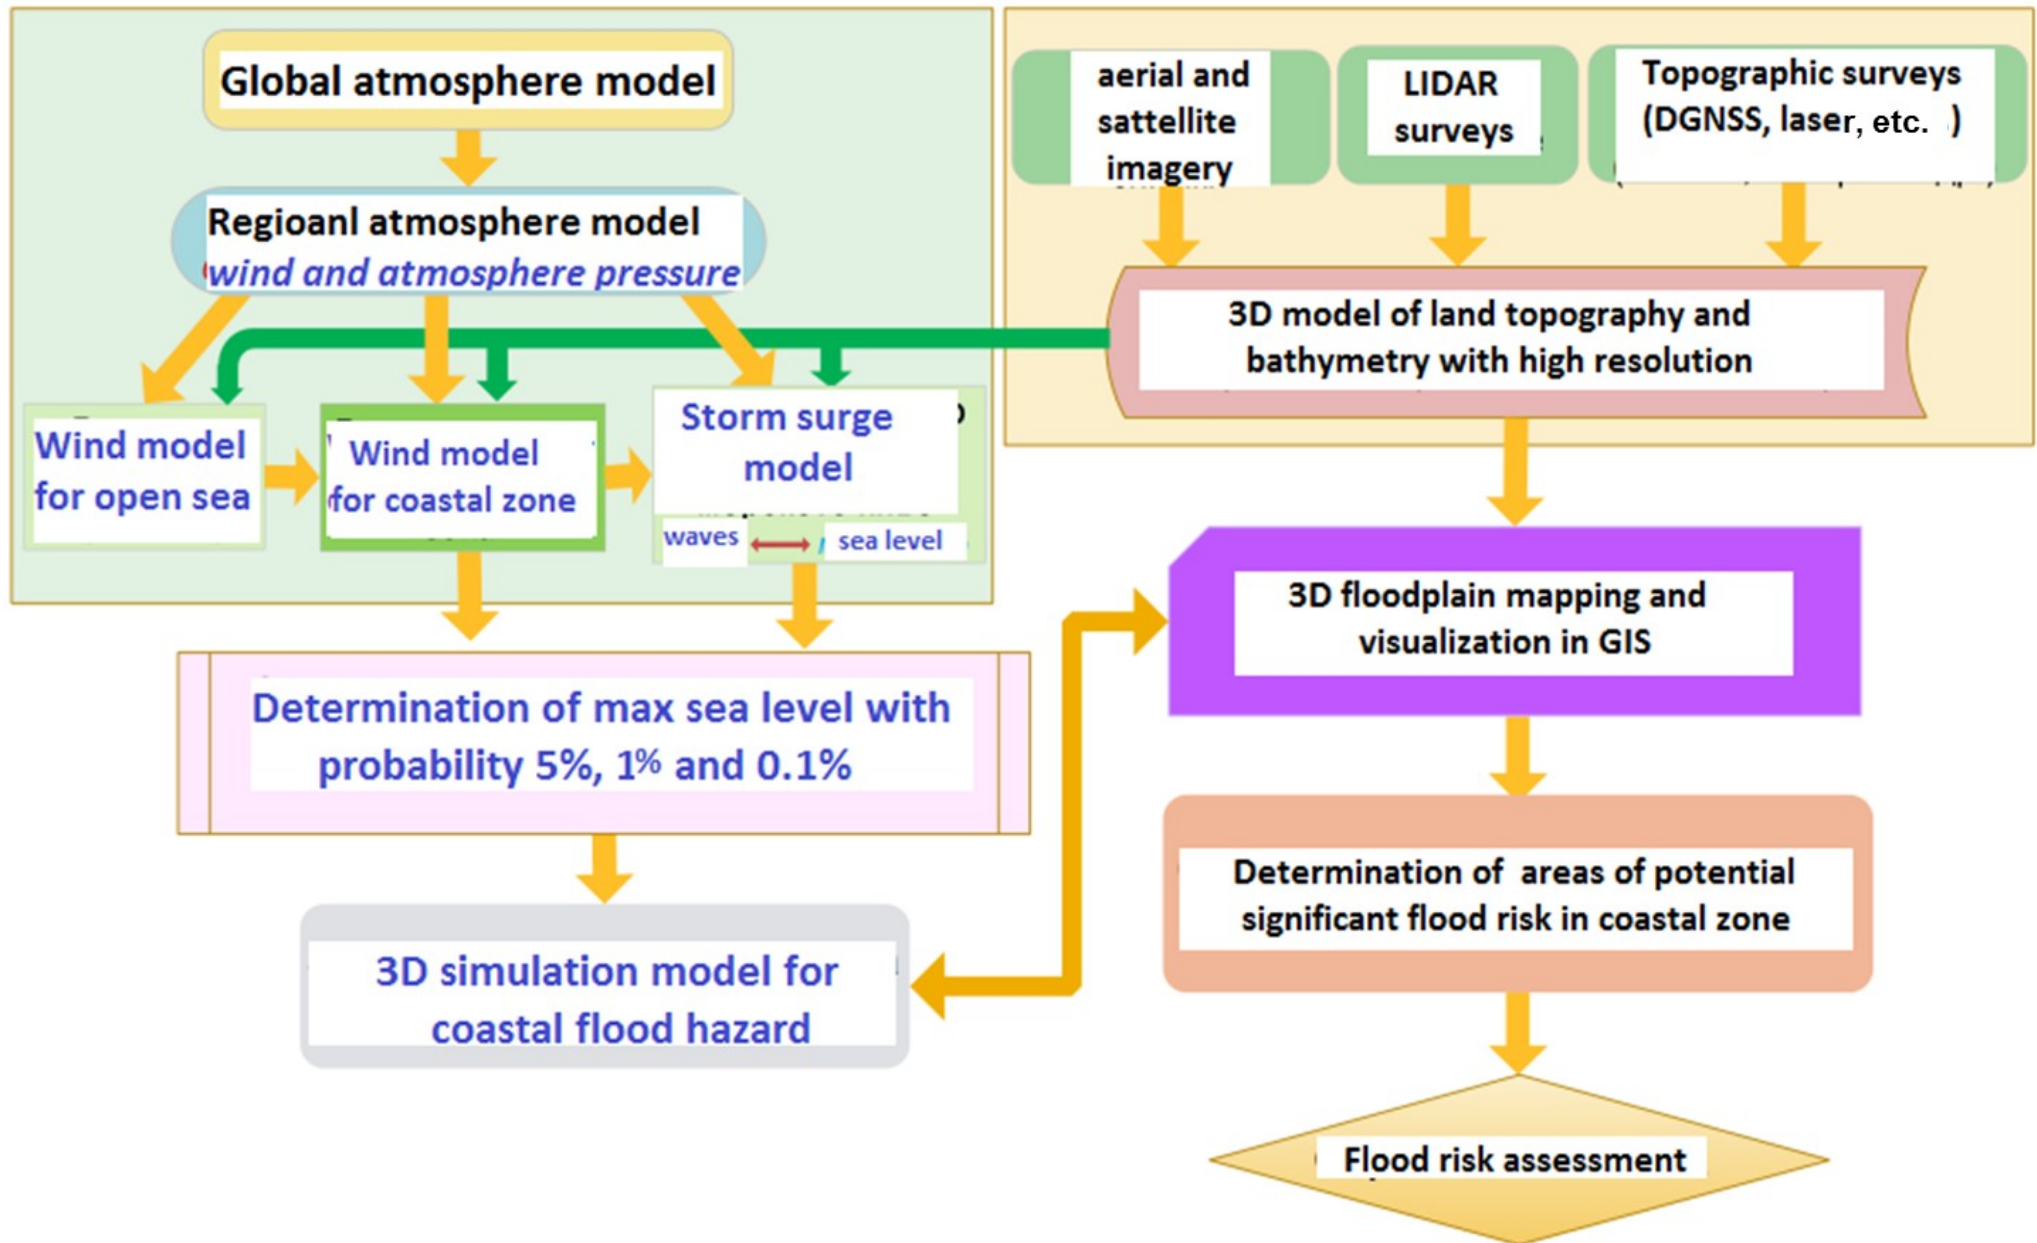 Global atmosphere model
Regioanl atmosphere model
wind and atmosphere pressure
Wind model
for open sea
Wind model
for coastal zone
Storm surge
model
waves
sea level
Determination of max sea level with
probability 5%, 1% and 0.1%
3D simulation model for
coastal flood hazard
aerial and
sattellite
imagery
LIDAR
surveys
Topographic surveys
(DGNSS, laser, etc. )
3D model of land topography and
bathymetry with high resolution
3D floodplain mapping and
visualization in GIS
Determination of areas of potential
significant flood risk in coastal zone
Flood risk assessment